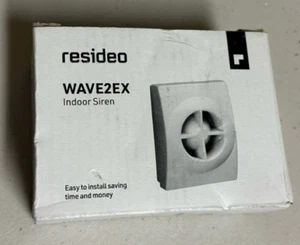 resideo
WAVE2EX
Indoor Siren
Easy to install saving
time and money